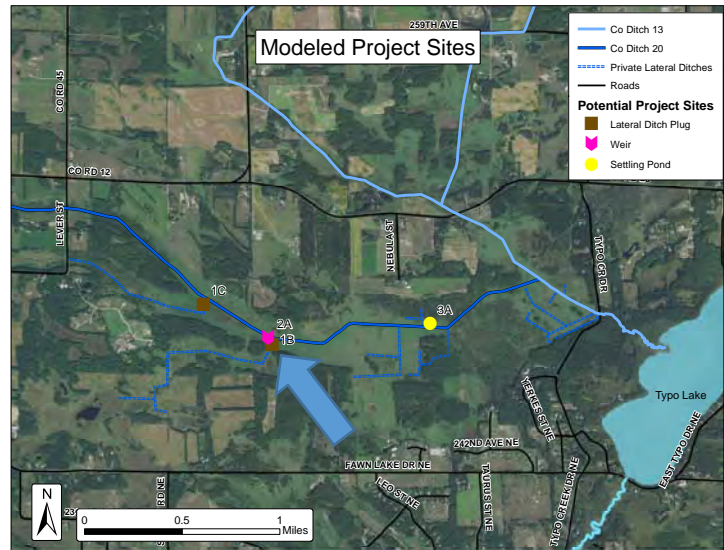 259TH AVE
Modeled Project Sites
Co Ditch 13
Co Ditch 20
Private Lateral Ditches
Roads
Potential Project Sites
Lateral Ditch Plug
Weir
Settling Pond
CO RD 45
CO RD 12
LEVER ST
NEBULA ST
TYPO CR DR
1C
2A
1B
3A
Typo Lake
YERKES ST NE
242ND AVE NE
FAWN LAKE DR NE
EAST TYPO DR NE
LEO ST NE
TAURUS ST NE
TYPO CREEK DR NE
RD NE
N
0 0.5 1
Miles